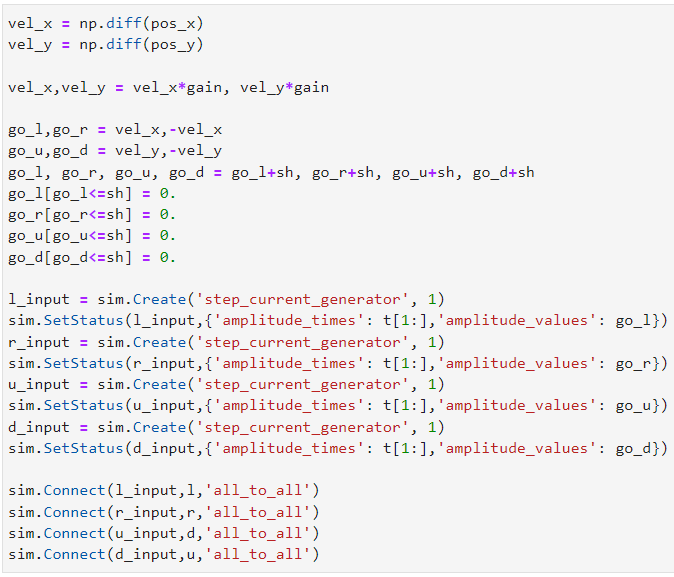 vel_x = np.diff(pos_x)
vel_y = np.diff(pos_y)

vel_x,vel_y = vel_x*gain, vel_y*gain

go_l,go_r = vel_x,-vel_x
go_u,go_d = vel_y,-vel_y
go_l, go_r, go_u, go_d = go_l+sh, go_r+sh, go_u+sh, go_d+sh
go_l[go_l<=sh] = 0.
go_r[go_r<=sh] = 0.
go_u[go_u<=sh] = 0.
go_d[go_d<=sh] = 0.

l_input = sim.Create('step_current_generator', 1)
sim.SetStatus(l_input,{'amplitude_times': t[1:],'amplitude_values': go_l})
r_input = sim.Create('step_current_generator', 1)
sim.SetStatus(r_input,{'amplitude_times': t[1:],'amplitude_values': go_r})
u_input = sim.Create('step_current_generator', 1)
sim.SetStatus(u_input,{'amplitude_times': t[1:],'amplitude_values': go_u})
d_input = sim.Create('step_current_generator', 1)
sim.SetStatus(d_input,{'amplitude_times': t[1:],'amplitude_values': go_d})

sim.Connect(l_input,l,'all_to_all')
sim.Connect(r_input,r,'all_to_all')
sim.Connect(u_input,d,'all_to_all')
sim.Connect(d_input,u,'all_to_all')